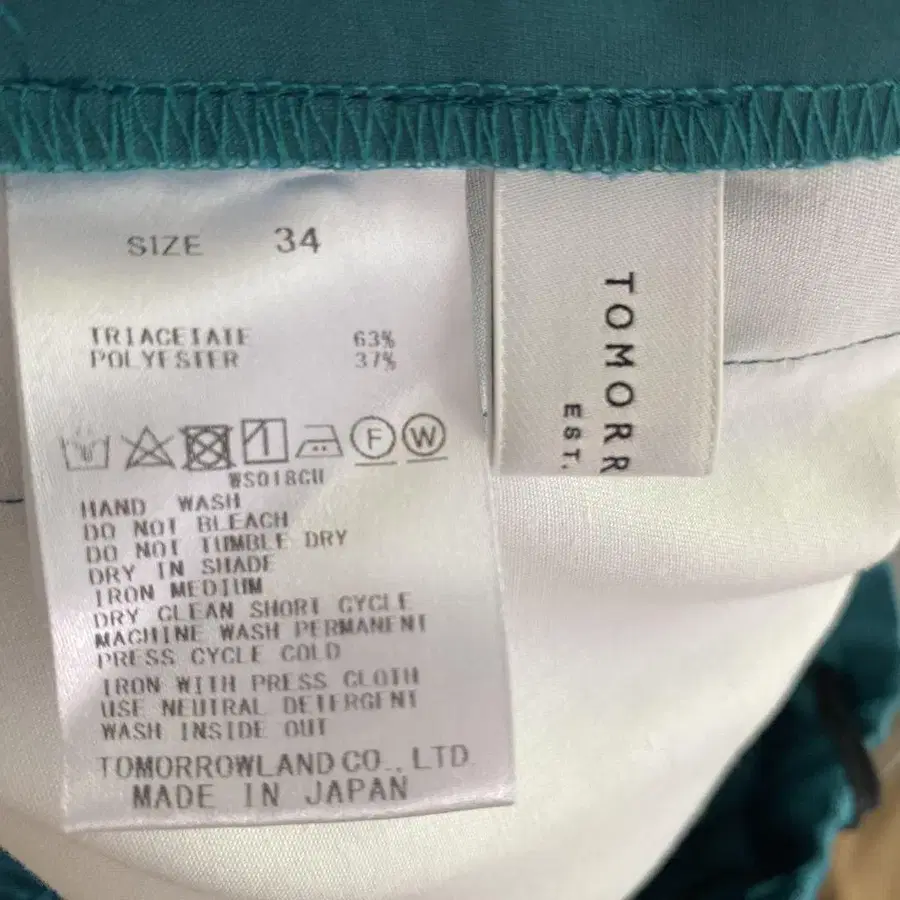 SIZE 34
TRIACETATE 63%
POLYESTER 37%
F W
WS018CU
HAND WASH
DO NOT BLEACH
DO NOT TUMBLE DRY
DRY IN SHADE
IRON MEDIUM
DRY CLEAN SHORT CYCLE
MACHINE WASH PERMANENT
PRESS CYCLE COLD
IRON WITH PRESS CLOTH
USE NEUTRAL DETERGENT
WASH INSIDE OUT
TOMORROWLAND CO., LTD.
MADE IN JAPAN
TOMORR
EST.